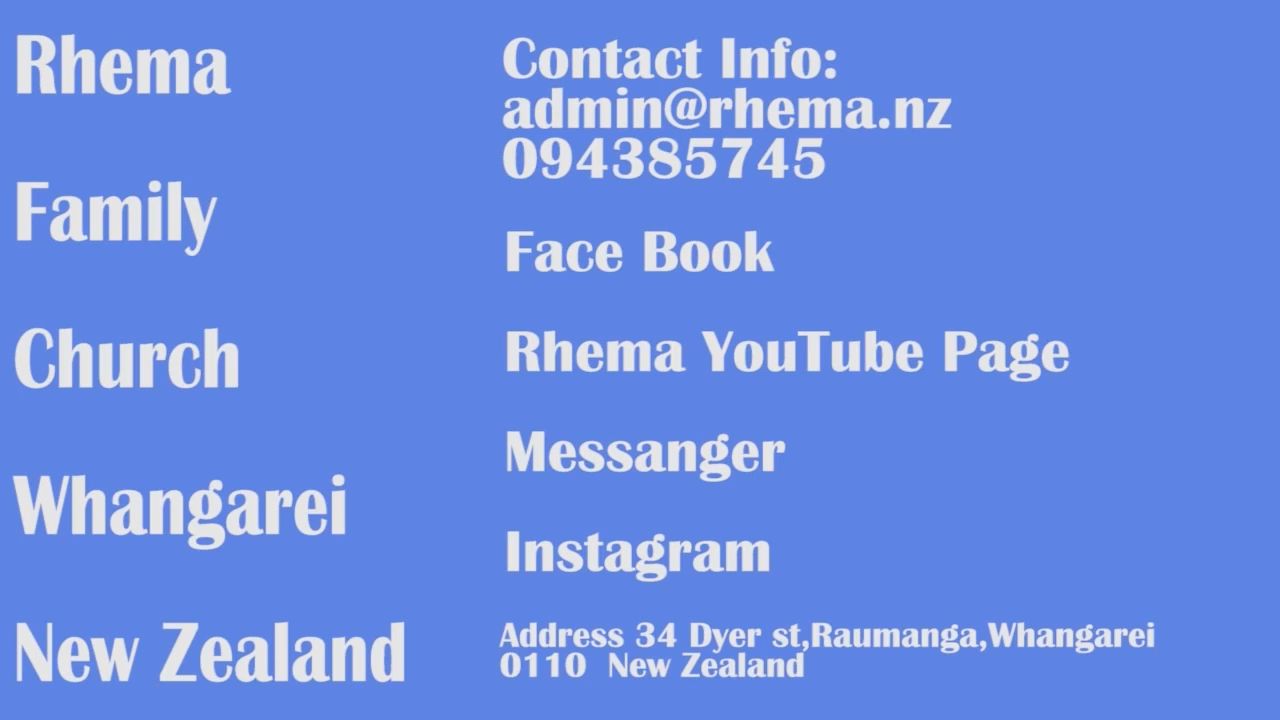 Rhema
Family
Church
Whangarei
New Zealand
Contact Info:
admin@rhema.nz
094385745
Face Book
Rhema YouTube Page
Messanger
Instagram
Address 34 Dyer st,Raumanga,Whangarei
0110  New Zealand